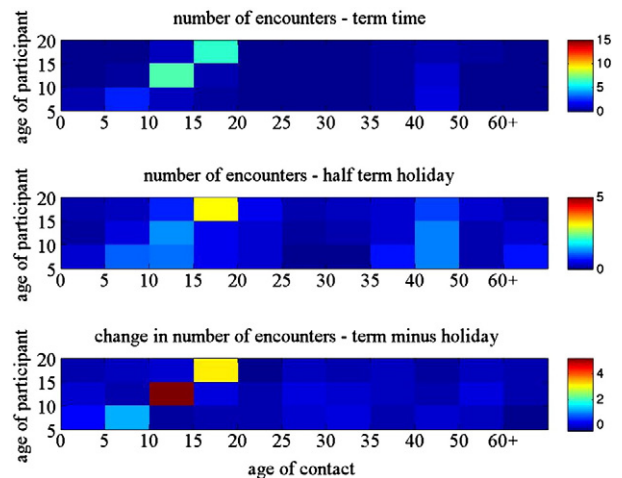 number of encounters - term time
age of participant
20
15
10
5
0 5 10 15 20 25 30 35 40 50 60+
15
10
5
0
number of encounters - half term holiday
age of participant
20
15
10
5
0 5 10 15 20 25 30 35 40 50 60+
5
0
change in number of encounters - term minus holiday
age of participant
20
15
10
5
0 5 10 15 20 25 30 35 40 50 60+
4
2
0
age of contact